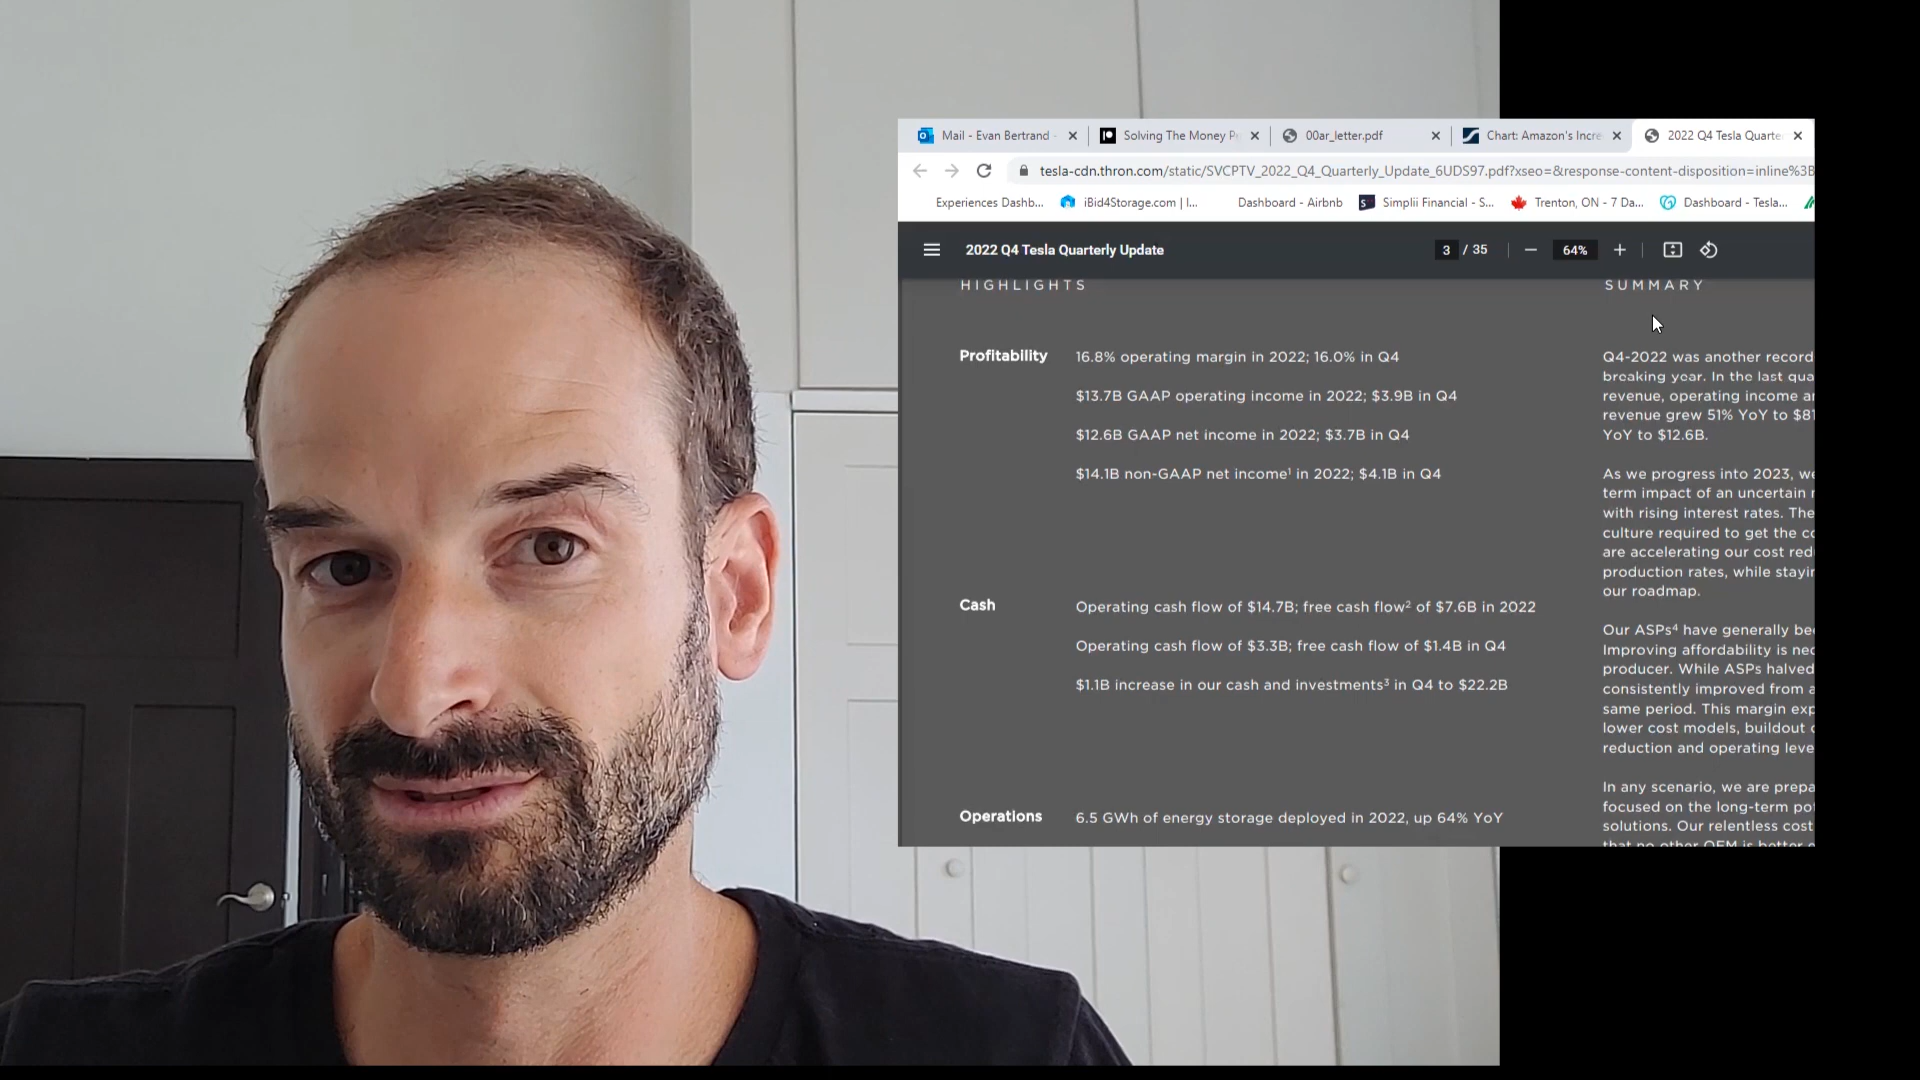 Mail - Evan Bertrand -
Solving The Money P
00ar_letter.pdf
Chart: Amazon's Incre
2022 Q4 Tesla Quarte
tesla-cdn.thron.com/static/SVCPTV_2022_Q4_Quarterly_Update_6UDS97.pdf?xseo=&response-content-disposition=inline%3B
Experiences Dashb...
iBid4Storage.com | I...
Dashboard - Airbnb
Simplii Financial - S...
Trenton, ON - 7 Da...
Dashboard - Tesla...
2022 Q4 Tesla Quarterly Update
3 / 35
64%
HIGHLIGHTS
Profitability
16.8% operating margin in 2022; 16.0% in Q4
$13.7B GAAP operating income in 2022; $3.9B in Q4
$12.6B GAAP net income in 2022; $3.7B in Q4
$14.1B non-GAAP net income¹ in 2022; $4.1B in Q4
Cash
Operating cash flow of $14.7B; free cash flow² of $7.6B in 2022
Operating cash flow of $3.3B; free cash flow of $1.4B in Q4
$1.1B increase in our cash and investments³ in Q4 to $22.2B
Operations
6.5 GWh of energy storage deployed in 2022, up 64% YoY
SUMMARY
Q4-2022 was another record
breaking year. In the last qua
revenue, operating income a
revenue grew 51% YoY to $81
YoY to $12.6B.
As we progress into 2023, we
term impact of an uncertain
with rising interest rates. The
culture required to get the co
are accelerating our cost red
production rates, while stayin
our roadmap.
Our ASPs⁴ have generally bee
Improving affordability is nec
producer. While ASPs halved
consistently improved from a
same period. This margin exp
lower cost models, buildout o
reduction and operating leve
In any scenario, we are prepa
focused on the long-term pot
solutions. Our relentless cost
that no other OEM is better